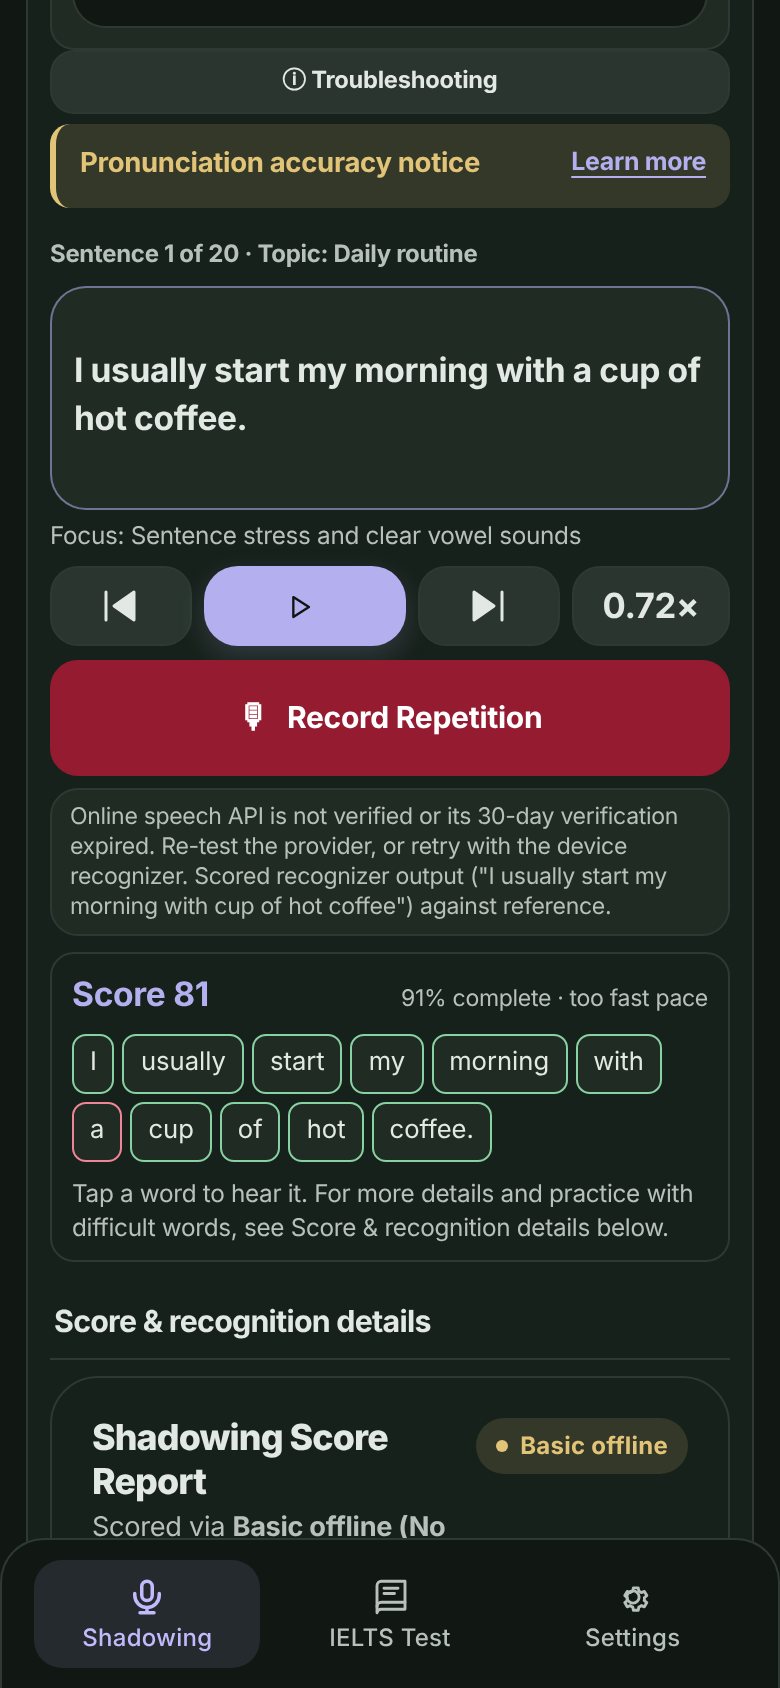 ⓘ Troubleshooting
Pronunciation accuracy notice Learn more
Sentence 1 of 20 · Topic: Daily routine
I usually start my morning with a cup of
hot coffee.
Focus: Sentence stress and clear vowel sounds
0.72×
Record Repetition
Online speech API is not verified or its 30-day verification
expired. Re-test the provider, or retry with the device
recognizer. Scored recognizer output ("I usually start my
morning with cup of hot coffee") against reference.
Score 81 91% complete · too fast pace
I usually start my morning with
a cup of hot coffee.
Tap a word to hear it. For more details and practice with
difficult words, see Score & recognition details below.
Score & recognition details
Shadowing Score
Report
Basic offline
Scored via Basic offline (No
Shadowing IELTS Test Settings